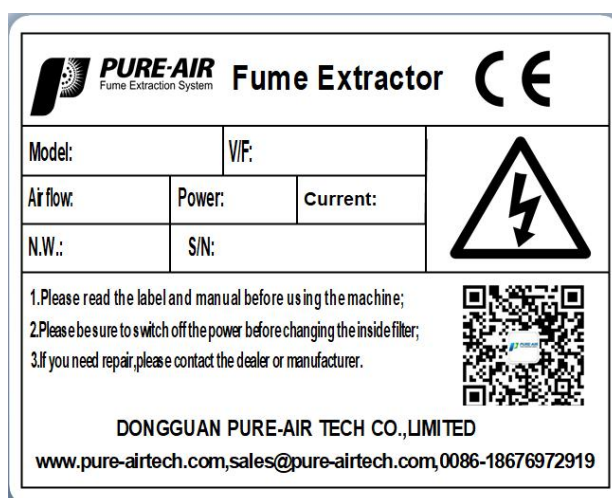 PURE-AIR
Fume Extraction System
Fume Extractor CE
Model: V/F:
Air flow: Power: Current:
N.W.: S/N:
1.Please read the label and manual before using the machine;
2.Please be sure to switch off the power before changing the inside filter;
3.If you need repair,please contact the dealer or manufacturer.
PURE-AIR
DONGGUAN PURE-AIR TECH CO.,LIMITED
www.pure-airtech.com,sales@pure-airtech.com,0086-18676972919